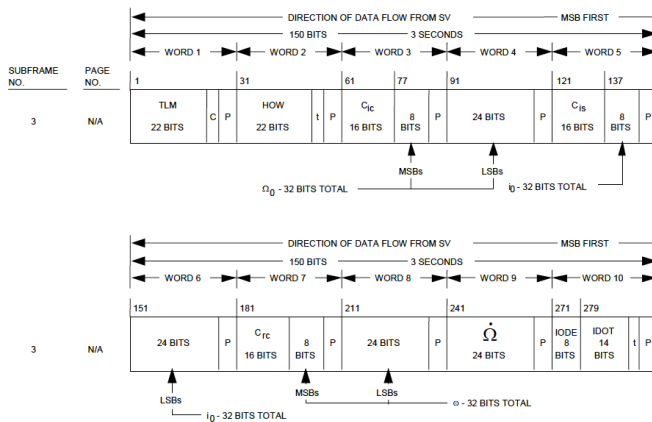 DIRECTION OF DATA FLOW FROM SV MSB FIRST
150 BITS 3 SECONDS
WORD 1 WORD 2 WORD 3 WORD 4 WORD 5
SUBFRAME NO. PAGE NO.
1 31 61 77 91 121 137
3 N/A
TLM 22 BITS C P HOW 22 BITS t P Cic 16 BITS 8 BITS P 24 BITS P Cis 16 BITS 8 BITS P
MSBs LSBs
Ω0 - 32 BITS TOTAL i0 - 32 BITS TOTAL
DIRECTION OF DATA FLOW FROM SV MSB FIRST
150 BITS 3 SECONDS
WORD 6 WORD 7 WORD 8 WORD 9 WORD 10
151 181 211 241 271 279
3 N/A
24 BITS P Crc 16 BITS 8 BITS P 24 BITS P Ω̇ 24 BITS P IODE 8 BITS IDOT 14 BITS t P
LSBs MSBs LSBs
i0 - 32 BITS TOTAL ω - 32 BITS TOTAL